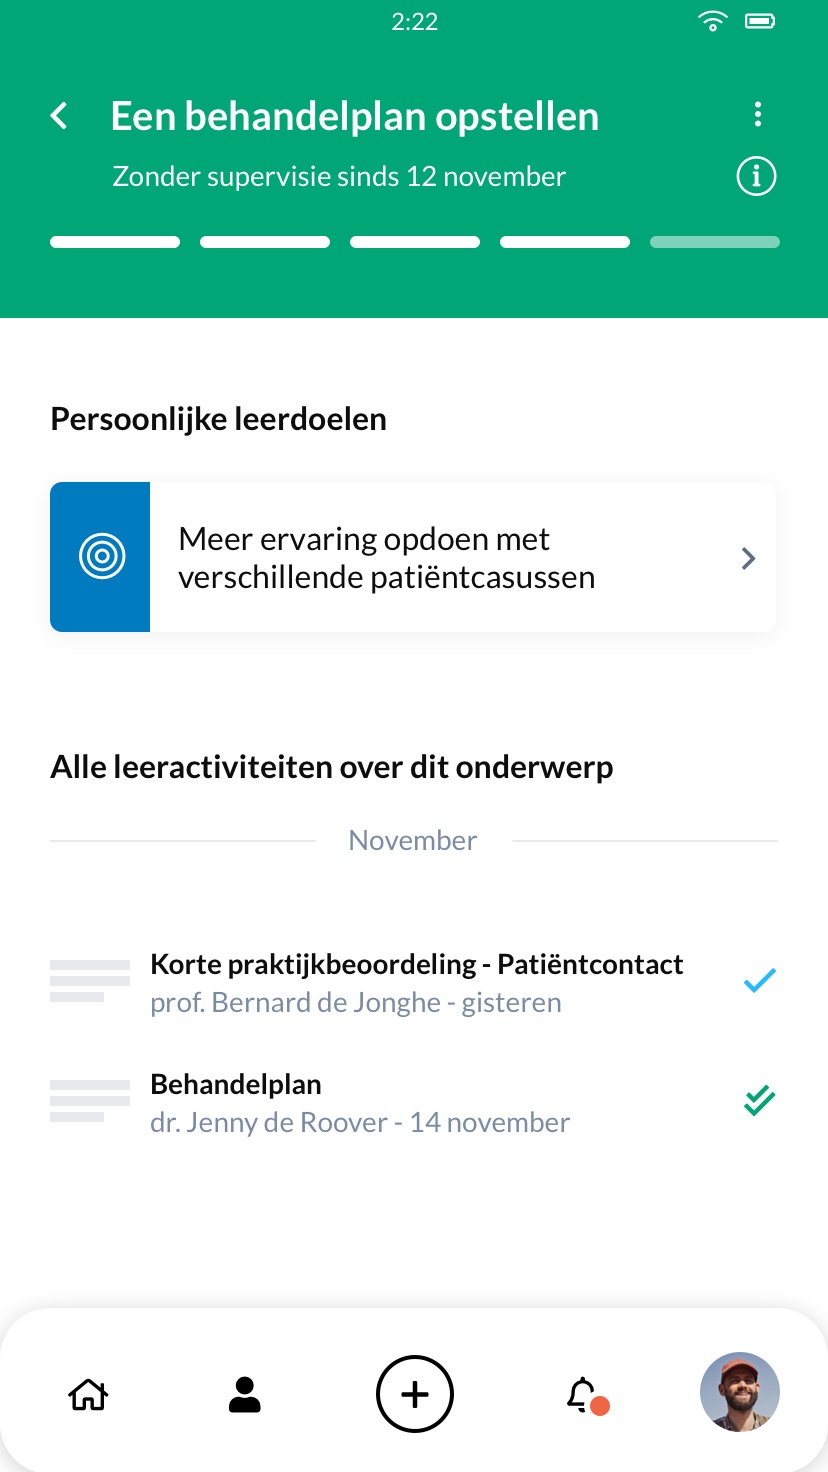 2:22
Een behandelplan opstellen
Zonder supervisie sinds 12 november
Persoonlijke leerdoelen
Meer ervaring opdoen met
verschillende patiëntcasussen
Alle leeractiviteiten over dit onderwerp
November
Korte praktijkbeoordeling - Patiëntcontact
prof. Bernard de Jonghe - gisteren
Behandelplan
dr. Jenny de Roover - 14 november